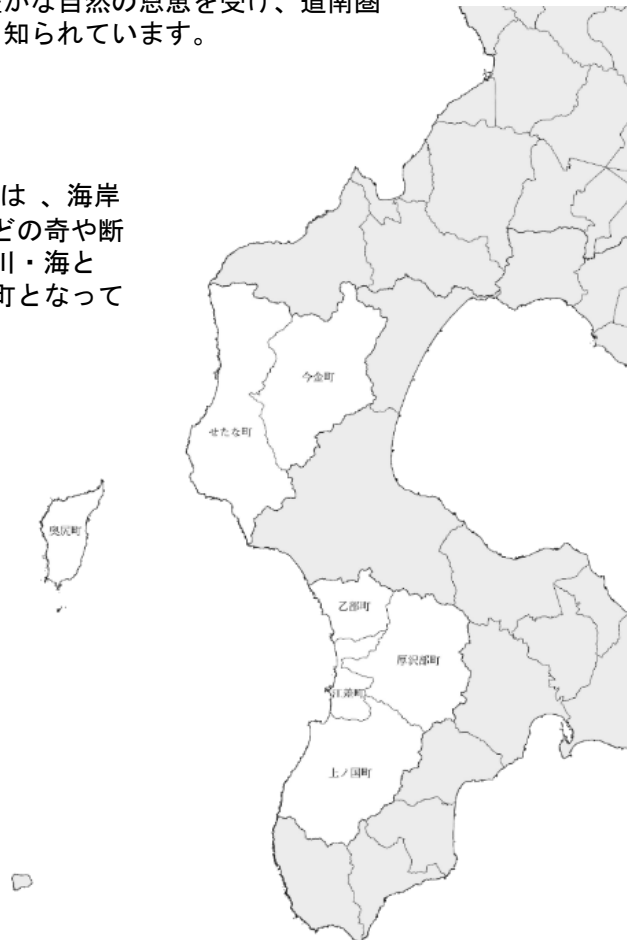 豊かな自然の恩恵を受け、道南圏
知られています。
は 、海岸
どの奇や断
川・海と
町となって
今金町
せたな町
奥尻町
乙部町
厚沢部町
江差町
上ノ国町